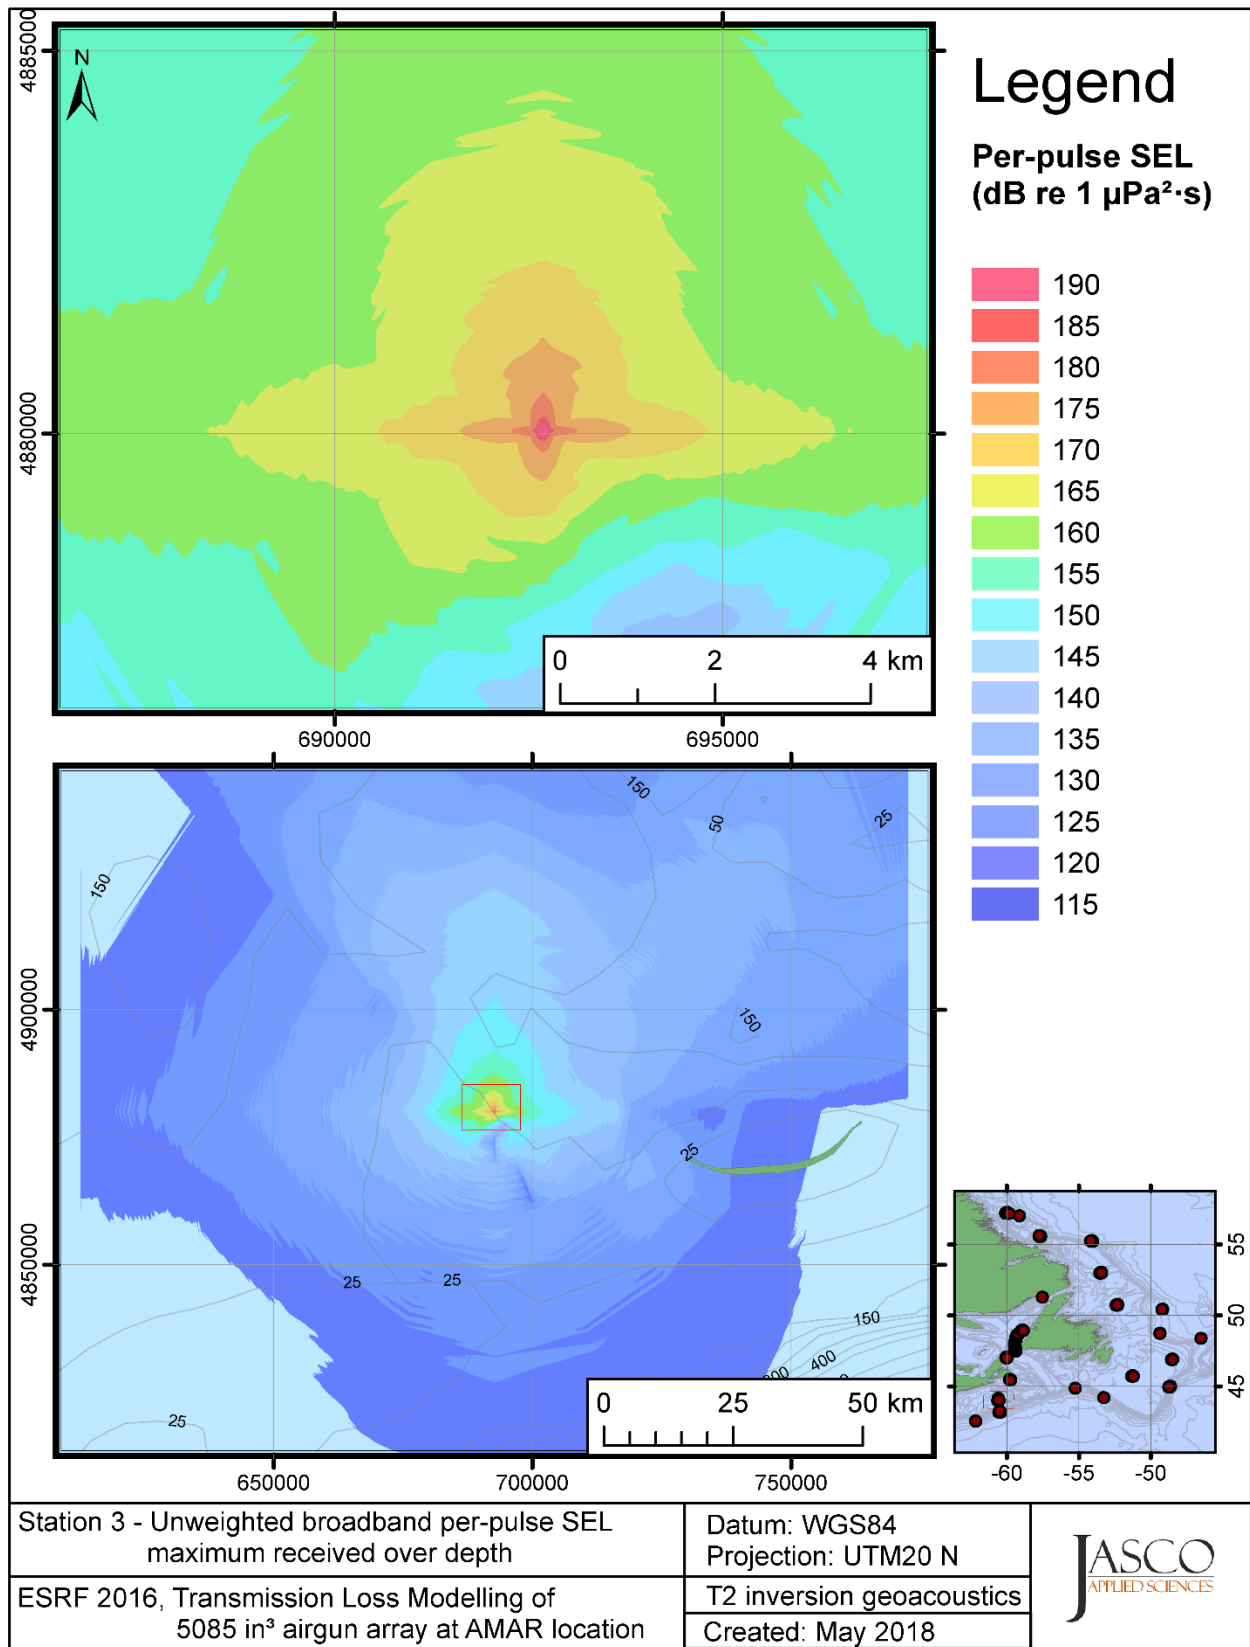 4885000
N
4880000
0 2 4 km
690000 695000
Legend
Per-pulse SEL
(dB re 1 µPa²·s)
190
185
180
175
170
165
160
155
150
145
140
135
130
125
120
115
150
50
25
150
150
25
25
25
150
400
25
4900000
4850000
0 25 50 km
650000 700000 750000
55
50
45
-60 -55 -50
Station 3 - Unweighted broadband per-pulse SEL
maximum received over depth
ESRF 2016, Transmission Loss Modelling of
5085 in³ airgun array at AMAR location
Datum: WGS84
Projection: UTM20 N
T2 inversion geoacoustics
Created: May 2018
JASCO
APPLIED SCIENCES